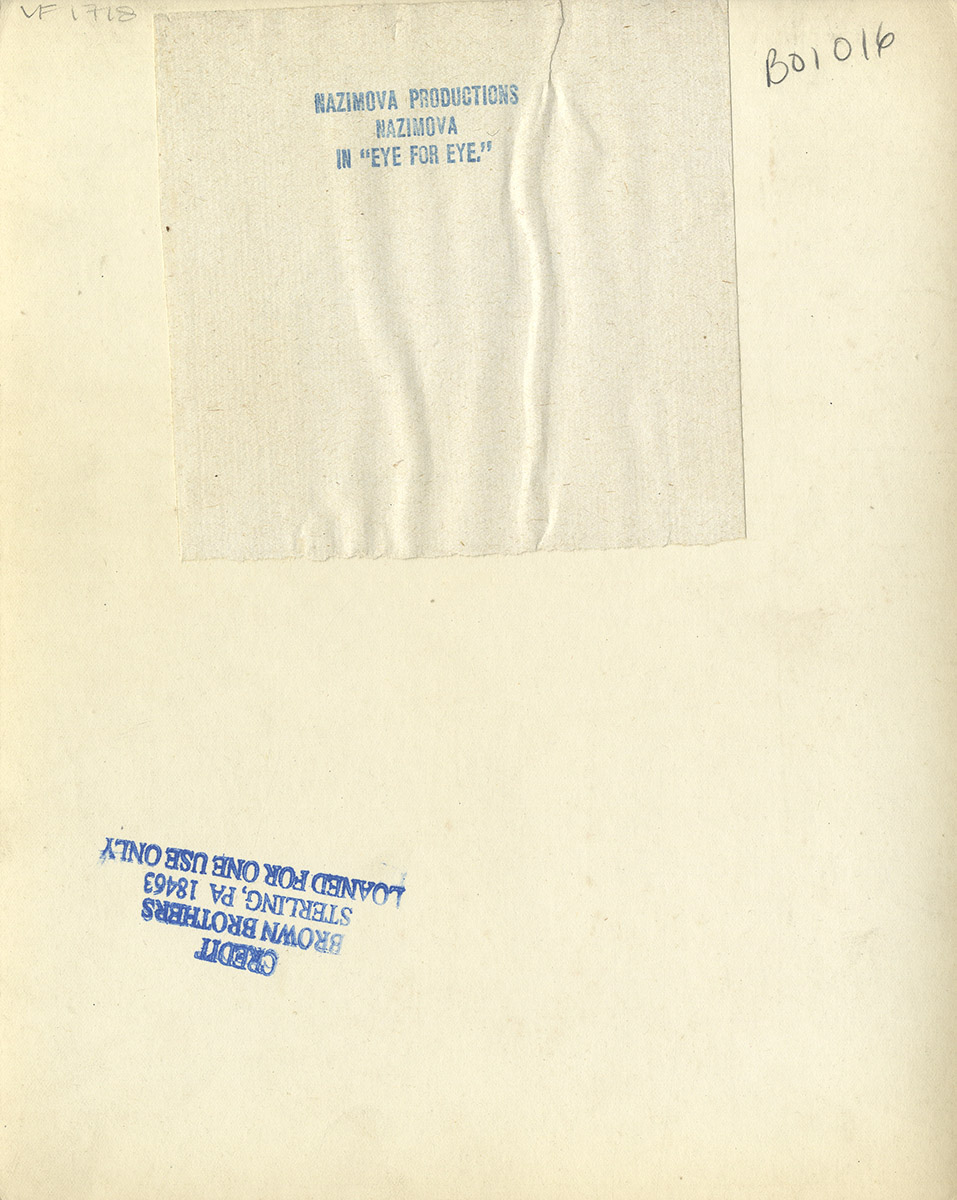 VF 1718
B01016
NAZIMOVA PRODUCTIONS
NAZIMOVA
IN "EYE FOR EYE."
CREDIT
BROWN BROTHERS
STERLING, PA 18463
LOANED FOR ONE USE ONLY